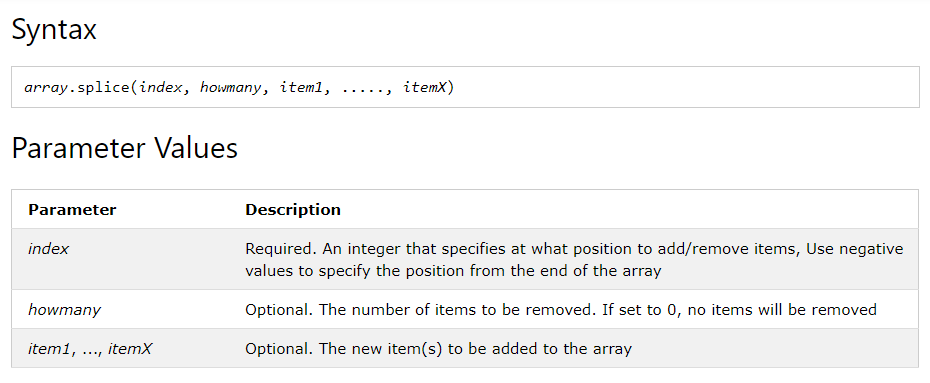 Syntax
array.splice(index, howmany, item1, ....., itemX)
Parameter Values
Parameter Description
index Required. An integer that specifies at what position to add/remove items, Use negative
values to specify the position from the end of the array
howmany Optional. The number of items to be removed. If set to 0, no items will be removed
item1, ..., itemX Optional. The new item(s) to be added to the array